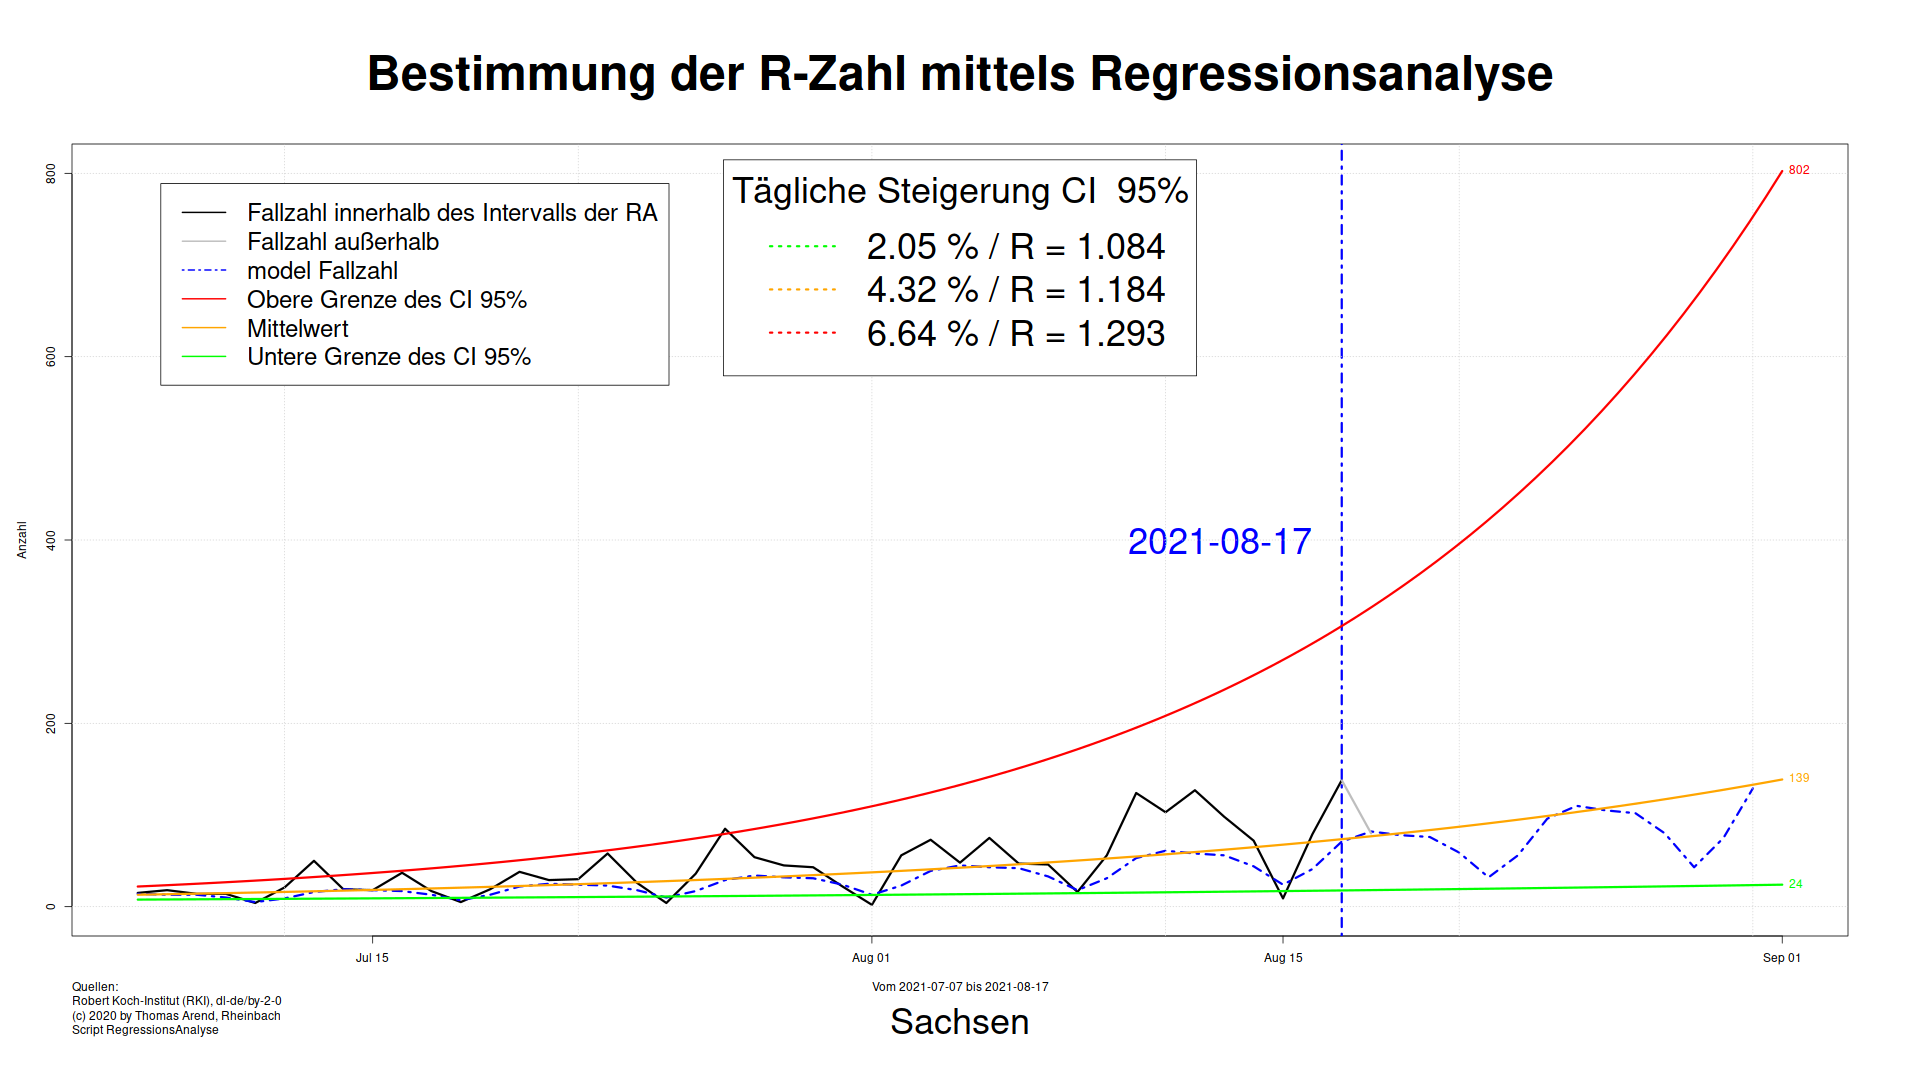 Bestimmung der R-Zahl mittels Regressionsanalyse
Fallzahl innerhalb des Intervalls der RA
Fallzahl außerhalb
model Fallzahl
Obere Grenze des CI 95%
Mittelwert
Untere Grenze des CI 95%
Tägliche Steigerung CI  95%
2.05 % / R = 1.084
4.32 % / R = 1.184
6.64 % / R = 1.293
802
2021-08-17
139
24
Anzahl
800
600
400
200
0
Jul 15
Aug 01
Aug 15
Sep 01
Vom 2021-07-07 bis 2021-08-17
Sachsen
Quellen:
Robert Koch-Institut (RKI), dl-de/by-2-0
(c) 2020 by Thomas Arend, Rheinbach
Script RegressionsAnalyse